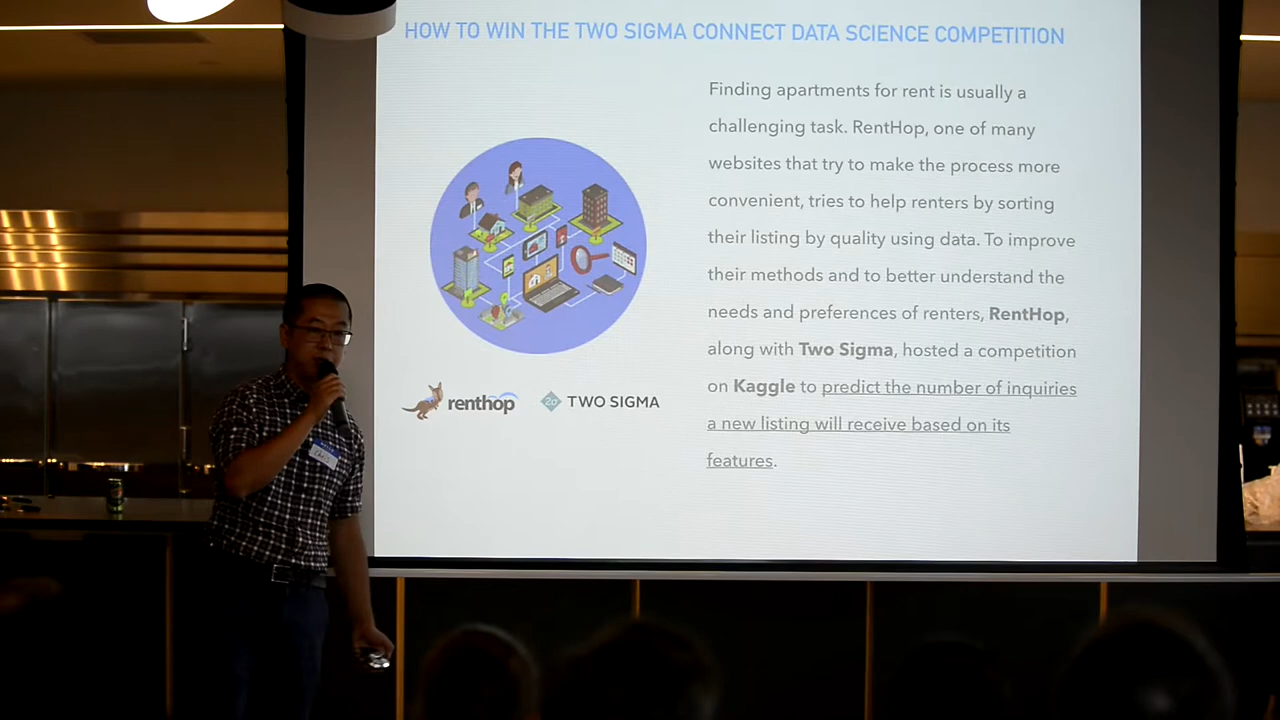 HOW TO WIN THE TWO SIGMA CONNECT DATA SCIENCE COMPETITION
Finding apartments for rent is usually a
challenging task. RentHop, one of many
websites that try to make the process more
convenient, tries to help renters by sorting
their listing by quality using data. To improve
their methods and to better understand the
needs and preferences of renters, RentHop,
along with Two Sigma, hosted a competition
on Kaggle to predict the number of inquiries
a new listing will receive based on its
features.
renthop
TWO SIGMA